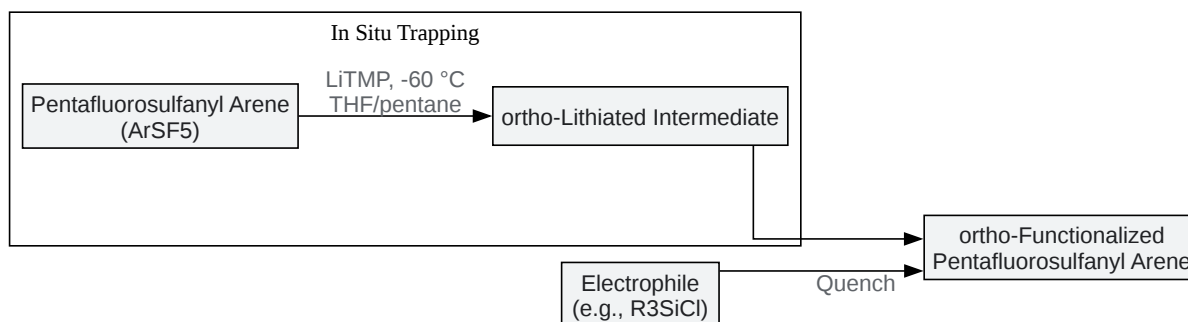 In Situ Trapping
LiTMP, -60 °C
THF/pentane
Pentafluorosulfanyl Arene
(ArSF5)
ortho-Lithiated Intermediate
ortho-Functionalized
Pentafluorosulfanyl Arene
Electrophile
(e.g., R3SiCl)
Quench